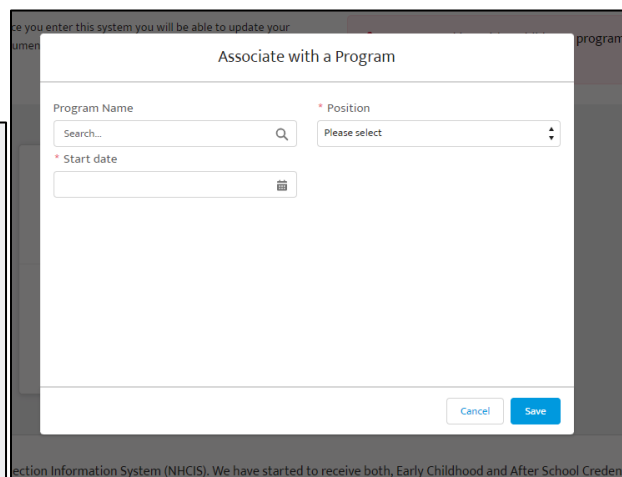 ce you enter this system you will be able to update your
umen
program
Associate with a Program
Program Name
* Position
Search...
Please select
* Start date
Cancel
Save
ection Information System (NHCIS). We have started to receive both, Early Childhood and After School Creden